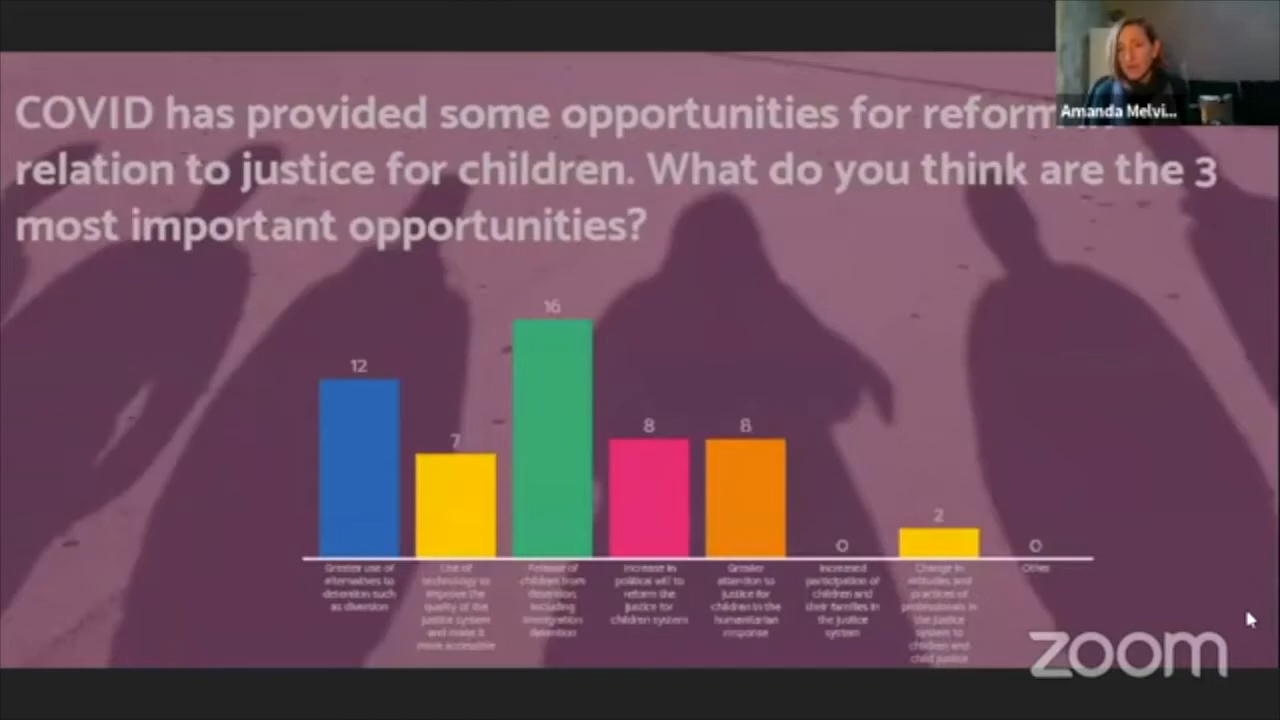 COVID has provided some opportunities for reform
Amanda Melvi...
relation to justice for children. What do you think are the 3
most important opportunities?
12
7
16
8
8
0
2
0
Greater use of
alternatives to
detention such
as diversion
Use of
technology to
improve the
quality of the
justice system
and make it
more accessible
Release of
children from
detention,
including
immigration
detention
Increase in
political will to
reform the
justice for
children system
Greater
attention to
justice for
children in the
humanitarian
response
Increased
participation of
children and
their families in
the justice
system
Change in
attitudes and
practices of
professionals in
the justice
system to
children and
child justice
Other
zoom